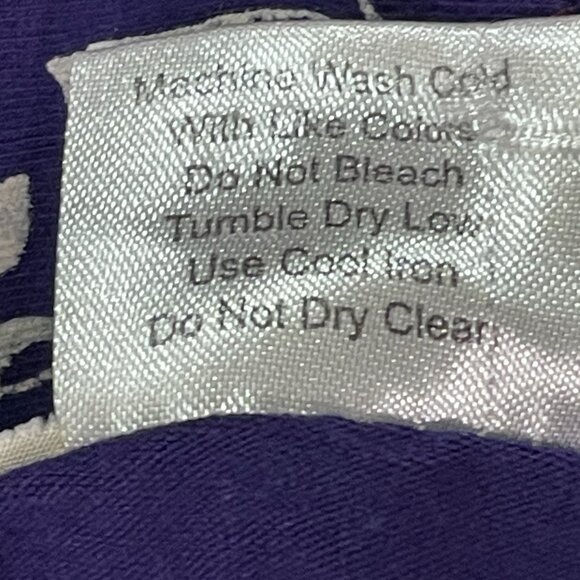 Machine Wash Cold
With Like Colors
Do Not Bleach
Tumble Dry Low
Use Cool Iron
Do Not Dry Clean